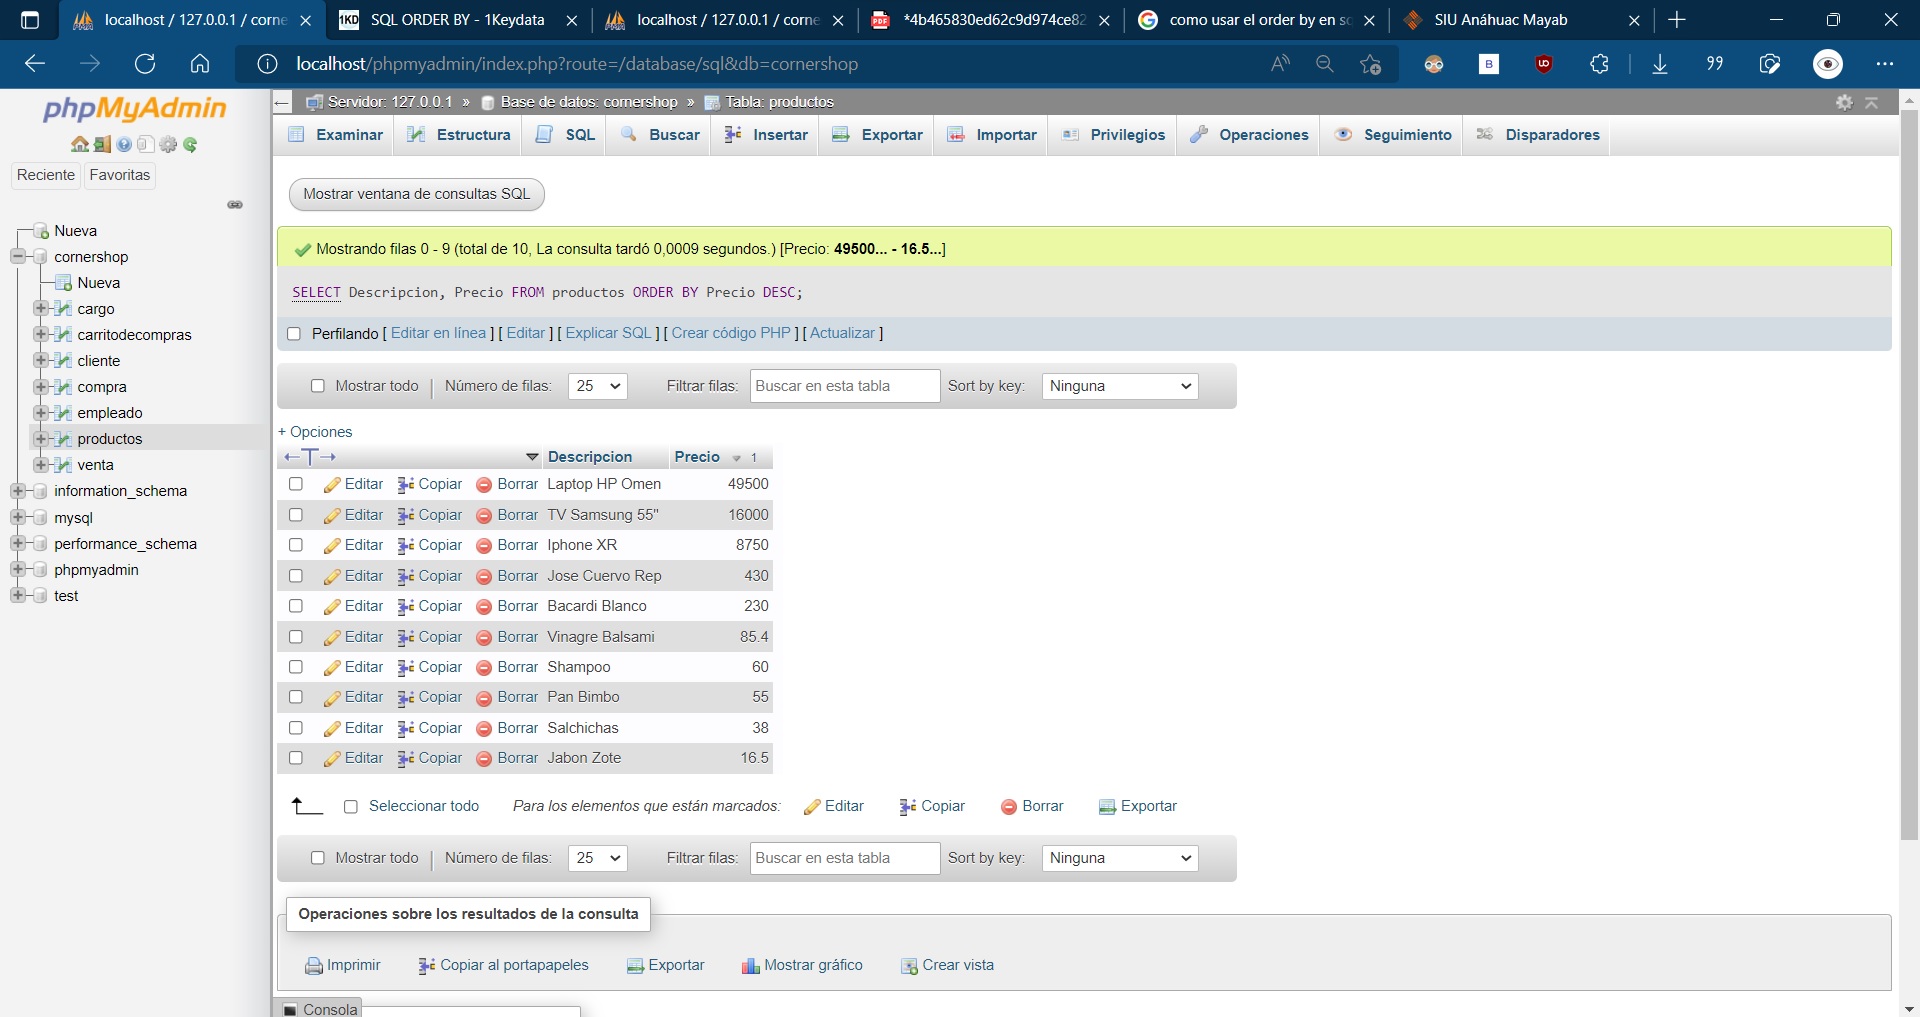 localhost / 127.0.0.1 / corne
1KD SQL ORDER BY - 1Keydata
localhost / 127.0.0.1 / corne
PDF *4b465830ed62c9d974ce82
como usar el order by en sq
SIU Anáhuac Mayab
localhost/phpmyadmin/index.php?route=/database/sql&db=cornershop
phpMyAdmin
Reciente Favoritas
Nueva
cornershop
Nueva
cargo
carritodecompras
cliente
compra
empleado
productos
venta
information_schema
mysql
performance_schema
phpmyadmin
test
Servidor: 127.0.0.1 » Base de datos: cornershop » Tabla: productos
Examinar Estructura SQL Buscar Insertar Exportar Importar Privilegios Operaciones Seguimiento Disparadores
Mostrar ventana de consultas SQL
Mostrando filas 0 - 9 (total de 10, La consulta tardó 0,0009 segundos.) [Precio: 49500... - 16.5...]
SELECT Descripcion, Precio FROM productos ORDER BY Precio DESC;
Perfilando [ Editar en línea ] [ Editar ] [ Explicar SQL ] [ Crear código PHP ] [ Actualizar ]
Mostrar todo | Número de filas: 25 Filtrar filas: Buscar en esta tabla Sort by key: Ninguna
+ Opciones
←T→ Descripcion Precio 1
Editar Copiar Borrar Laptop HP Omen 49500
Editar Copiar Borrar TV Samsung 55" 16000
Editar Copiar Borrar Iphone XR 8750
Editar Copiar Borrar Jose Cuervo Rep 430
Editar Copiar Borrar Bacardi Blanco 230
Editar Copiar Borrar Vinagre Balsami 85.4
Editar Copiar Borrar Shampoo 60
Editar Copiar Borrar Pan Bimbo 55
Editar Copiar Borrar Salchichas 38
Editar Copiar Borrar Jabon Zote 16.5
Seleccionar todo Para los elementos que están marcados: Editar Copiar Borrar Exportar
Mostrar todo | Número de filas: 25 Filtrar filas: Buscar en esta tabla Sort by key: Ninguna
Operaciones sobre los resultados de la consulta
Imprimir Copiar al portapapeles Exportar Mostrar gráfico Crear vista
Consola